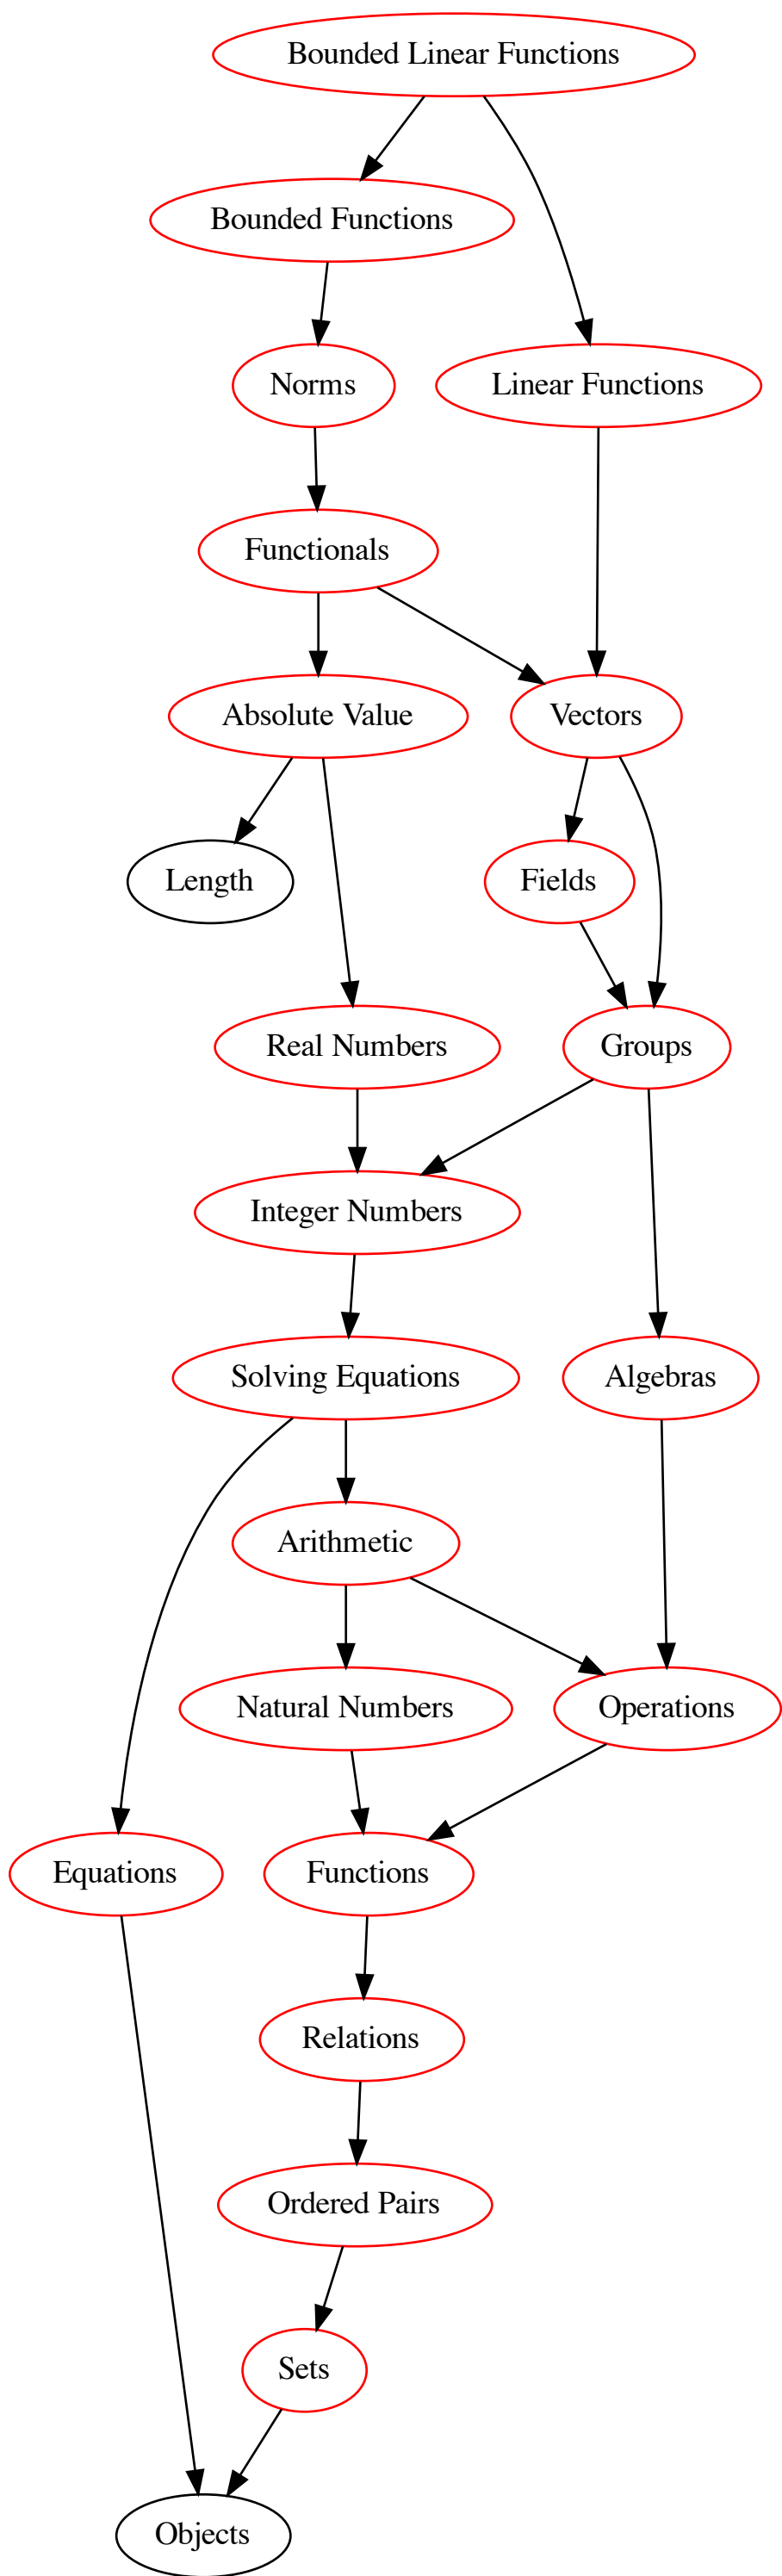 Bounded Linear Functions
Bounded Functions
Norms
Linear Functions
Functionals
Absolute Value
Vectors
Length
Fields
Real Numbers
Groups
Integer Numbers
Solving Equations
Algebras
Arithmetic
Natural Numbers
Operations
Equations
Functions
Relations
Ordered Pairs
Sets
Objects